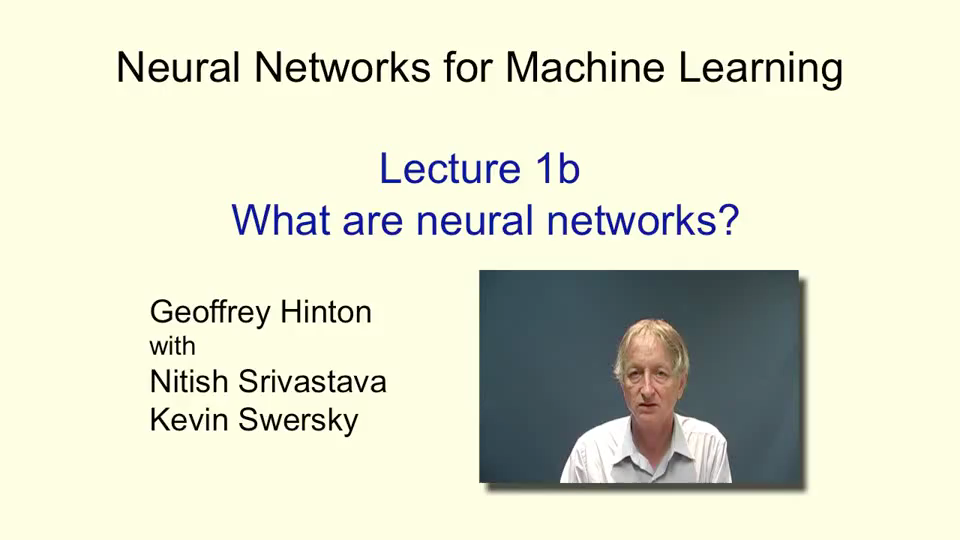 Neural Networks for Machine Learning
Lecture 1b
What are neural networks?
Geoffrey Hinton
with
Nitish Srivastava
Kevin Swersky